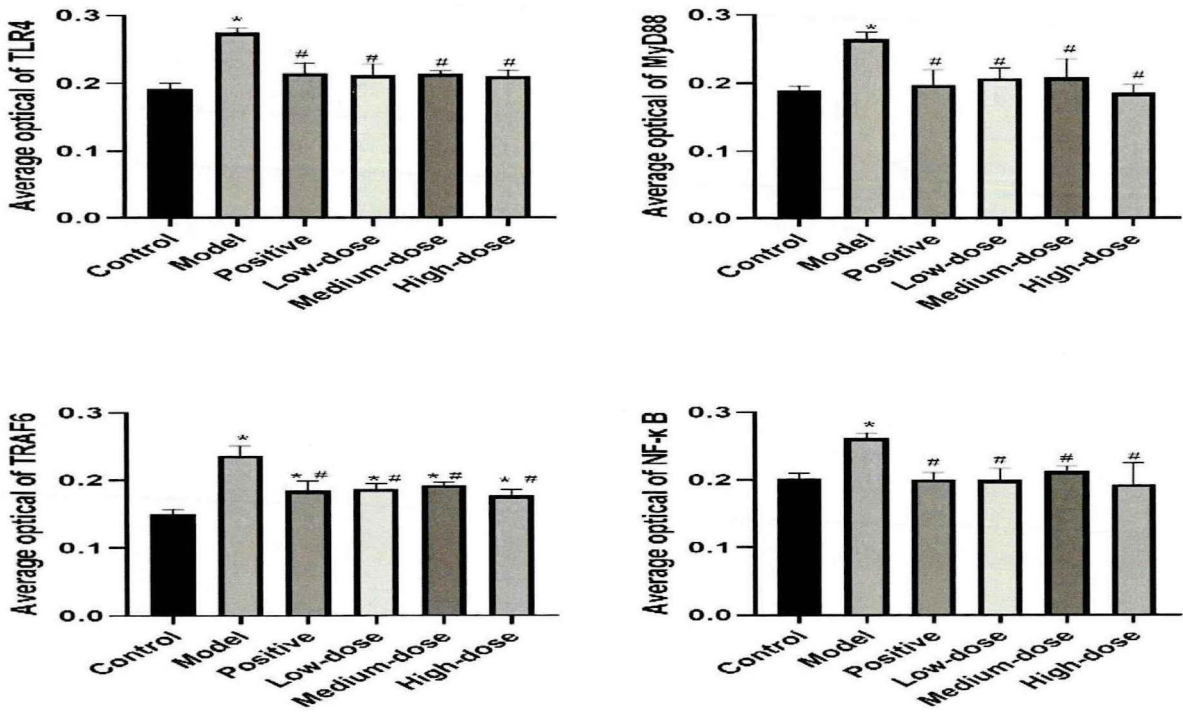 Average optical of TLR4
0.3
0.2
0.1
0.0
*
#
#
#
#
Control
Model
Positive
Low-dose
Medium-dose
High-dose
Average optical of MyD88
0.3
0.2
0.1
0.0
*
#
#
#
#
Control
Model
Positive
Low-dose
Medium-dose
High-dose
Average optical of TRAF6
0.3
0.2
0.1
0.0
*
* #
* #
* #
* #
Control
Model
Positive
Low-dose
Medium-dose
High-dose
Average optical of NF-κ B
0.3
0.2
0.1
0.0
*
#
#
#
#
Control
Model
Positive
Low-dose
Medium-dose
High-dose